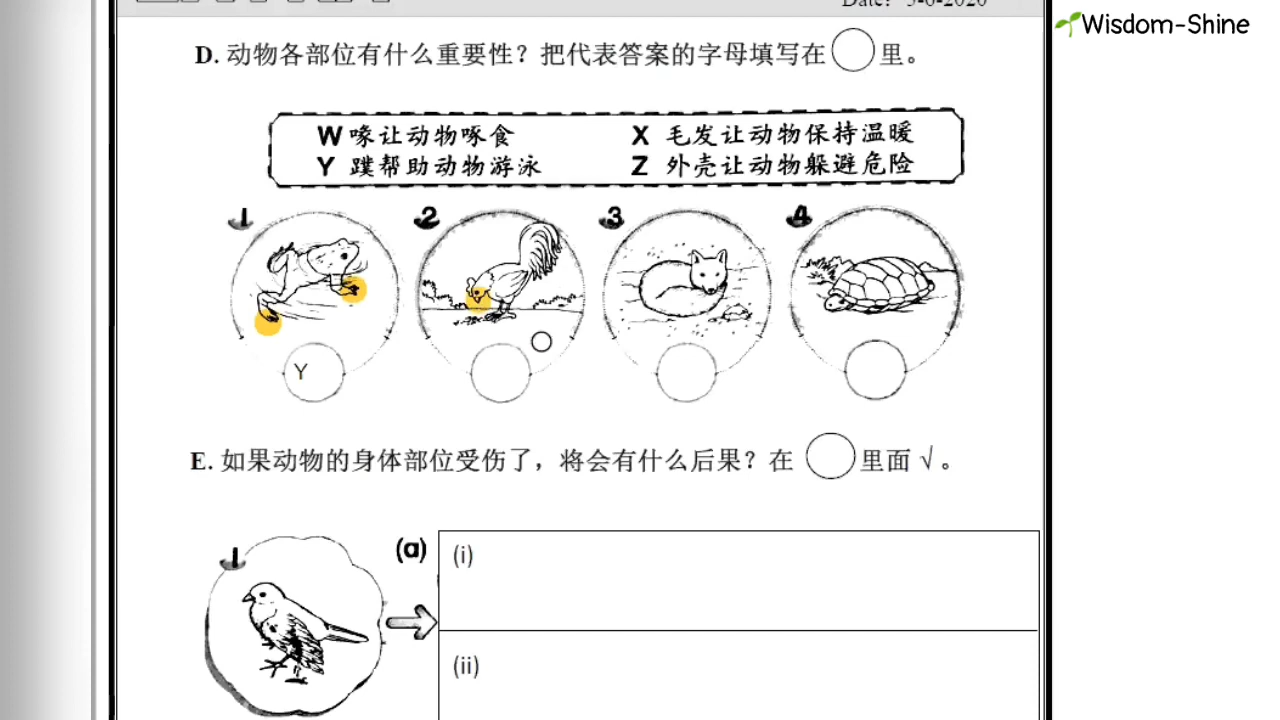 Wisdom-Shine
D. 动物各部位有什么重要性？把代表答案的字母填写在 里。
W 喙让动物啄食 X 毛发让动物保持温暖
Y 蹼帮助动物游泳 Z 外壳让动物躲避危险
1 2 3 4
Y
E. 如果动物的身体部位受伤了，将会有什么后果？在 里面 √ 。
1 (a) (i)
(ii)